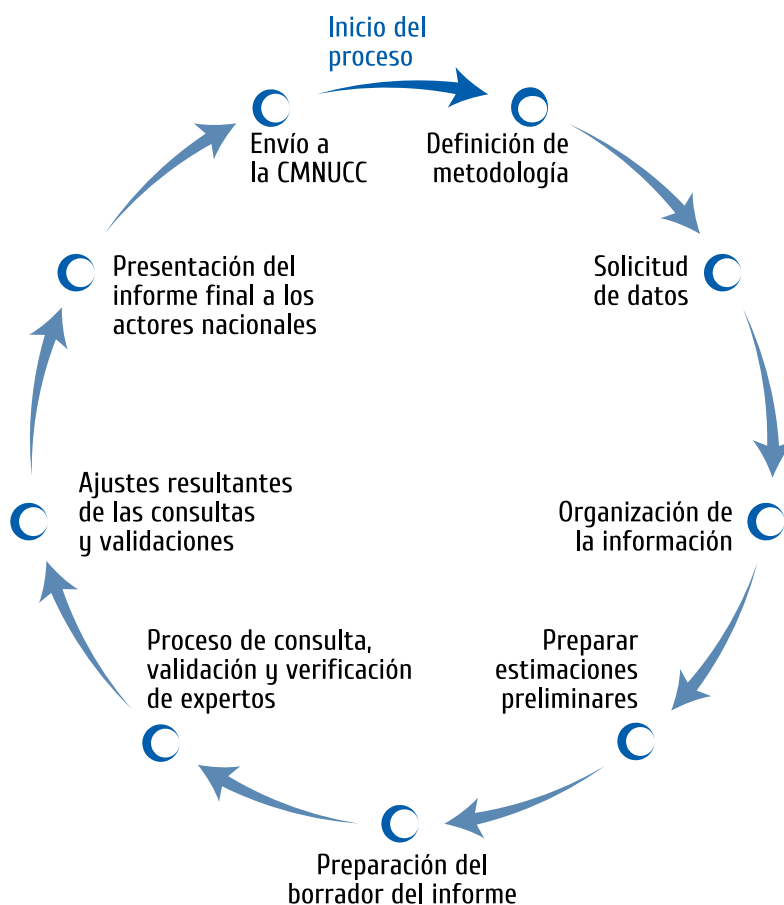 Inicio del
proceso
Envío a
la CMNUCC
Definición de
metodología
Solicitud
de datos
Organización de
la información
Preparar
estimaciones
preliminares
Preparación del
borrador del informe
Proceso de consulta,
validación y verificación
de expertos
Ajustes resultantes
de las consultas
y validaciones
Presentación del
informe final a los
actores nacionales